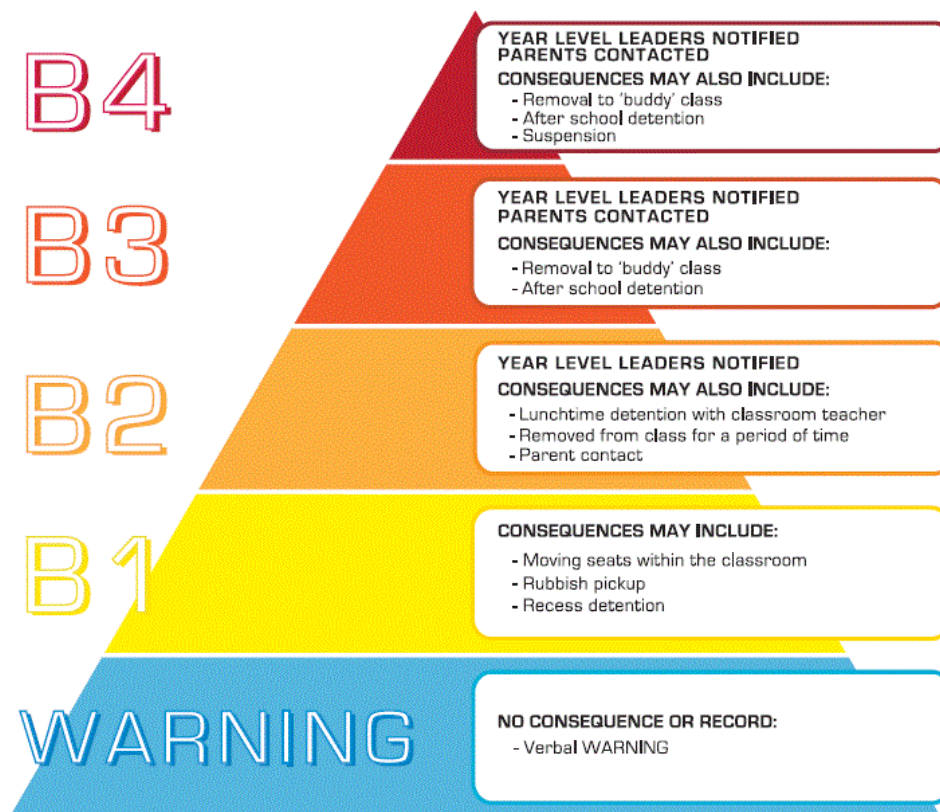 B4
YEAR LEVEL LEADERS NOTIFIED
PARENTS CONTACTED
CONSEQUENCES MAY ALSO INCLUDE:
- Removal to 'buddy' class
- After school detention
- Suspension
B3
YEAR LEVEL LEADERS NOTIFIED
PARENTS CONTACTED
CONSEQUENCES MAY ALSO INCLUDE:
- Removal to 'buddy' class
- After school detention
B2
YEAR LEVEL LEADERS NOTIFIED
CONSEQUENCES MAY ALSO INCLUDE:
- Lunchtime detention with classroom teacher
- Removed from class for a period of time
- Parent contact
B1
CONSEQUENCES MAY INCLUDE:
- Moving seats within the classroom
- Rubbish pickup
- Recess detention
WARNING
NO CONSEQUENCE OR RECORD:
- Verbal WARNING